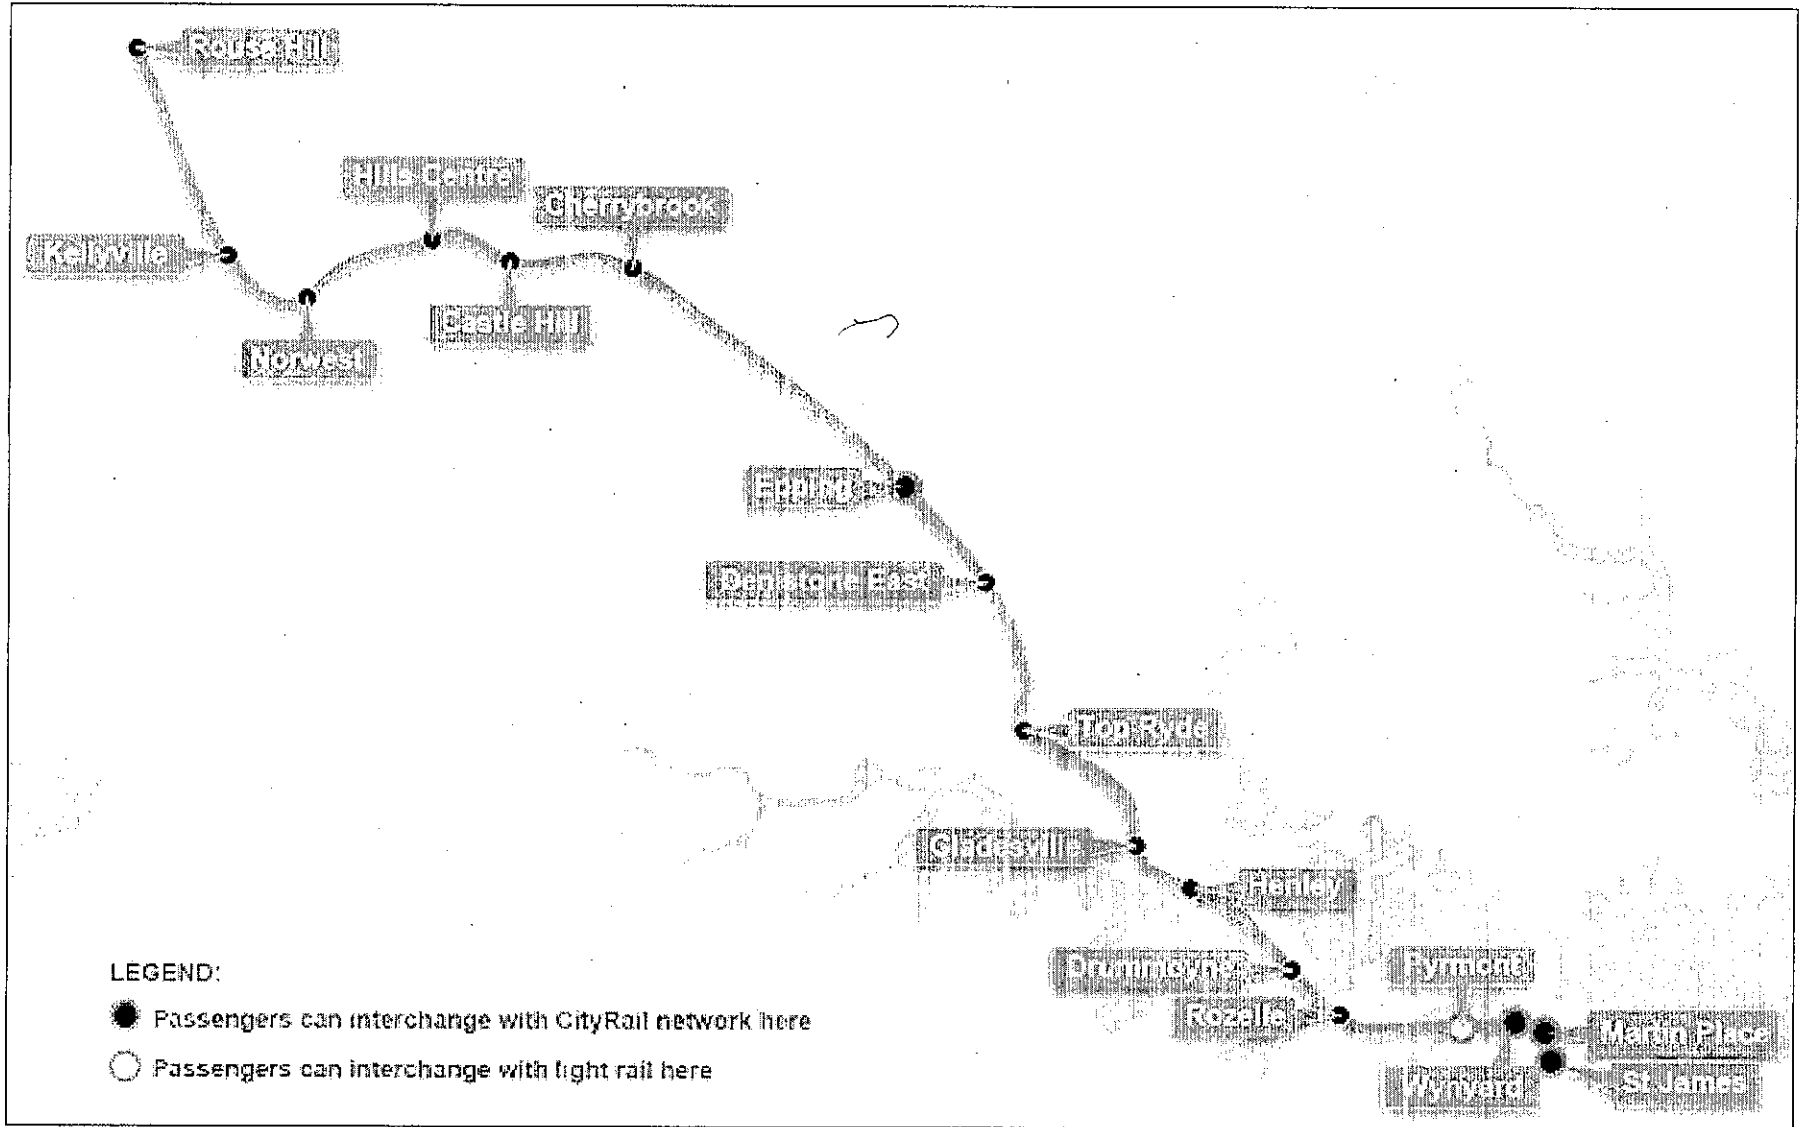 Rouse Hill
Hills Centre
Cherrybrook
Kellyville
Castle Hill
Norwest
Epping
Denistone East
Top Ryde
Gladesville
Henley
Drummoyne
Pyrmont
Rozelle
Martin Place
Wynyard
St James
LEGEND:
Passengers can interchange with CityRail network here
Passengers can interchange with light rail here